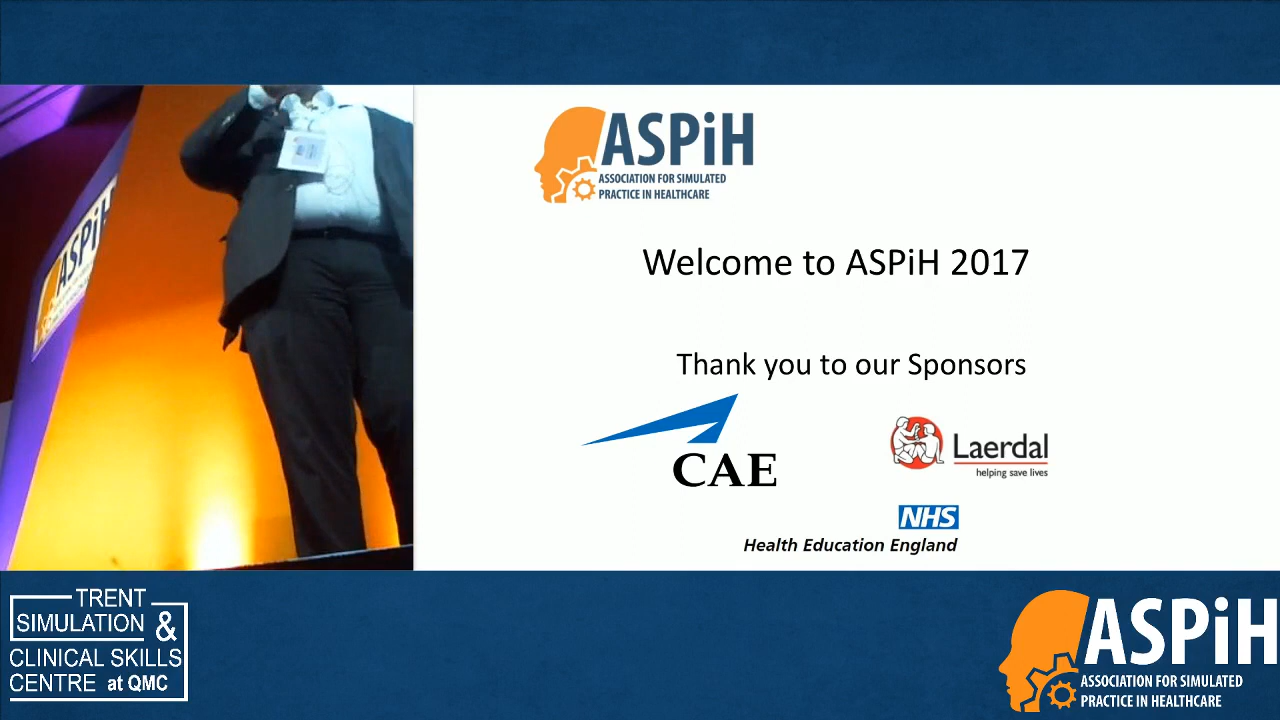 ASPiH
ASPiH
ASSOCIATION FOR SIMULATED
PRACTICE IN HEALTHCARE
Welcome to ASPiH 2017
Thank you to our Sponsors
CAE
Laerdal
helping save lives
NHS
Health Education England
TRENT
SIMULATION &
CLINICAL SKILLS
CENTRE at QMC
ASPiH
ASSOCIATION FOR SIMULATED
PRACTICE IN HEALTHCARE